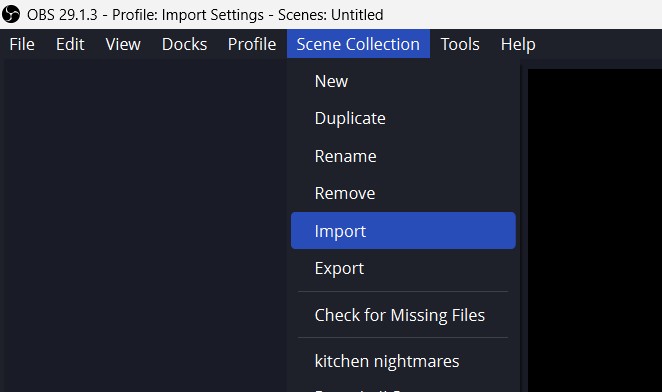 OBS 29.1.3 - Profile: Import Settings - Scenes: Untitled
File Edit View Docks Profile Scene Collection Tools Help
New
Duplicate
Rename
Remove
Import
Export
Check for Missing Files
kitchen nightmares